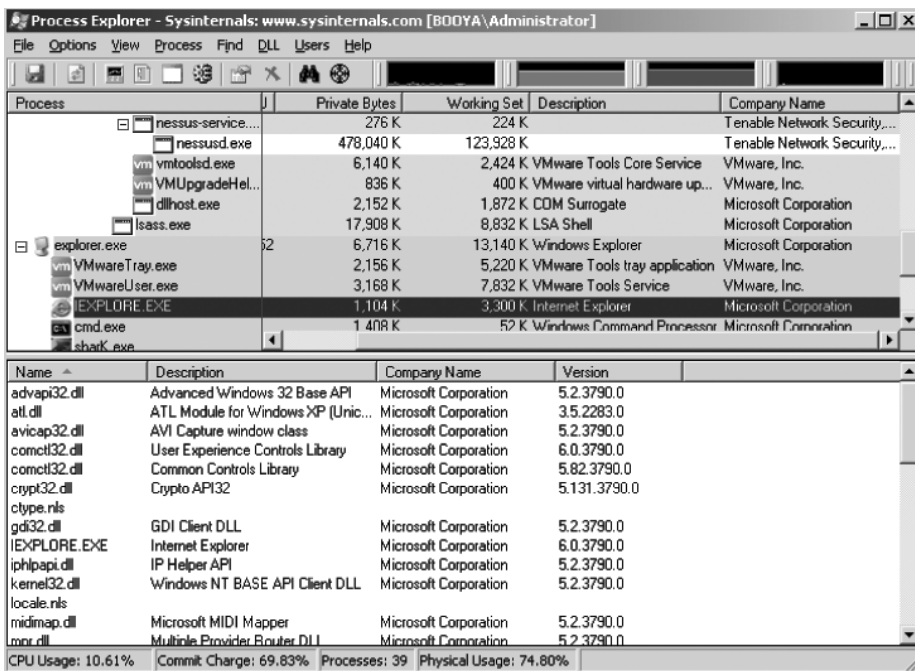 Process Explorer - Sysinternals: www.sysinternals.com [BOOYA\Administrator]
File Options View Process Find DLL Users Help
Process Private Bytes Working Set Description Company Name
nessus-service.... 276 K 224 K Tenable Network Security,...
nessusd.exe 478,040 K 123,928 K Tenable Network Security,...
vm vmtoolsd.exe 6,140 K 2,424 K VMware Tools Core Service VMware, Inc.
vm VMUpgradeHel... 836 K 400 K VMware virtual hardware up... VMware, Inc.
dllhost.exe 2,152 K 1,872 K COM Surrogate Microsoft Corporation
lsass.exe 17,908 K 8,832 K LSA Shell Microsoft Corporation
explorer.exe 52 6,716 K 13,140 K Windows Explorer Microsoft Corporation
vm VMwareTray.exe 2,156 K 5,220 K VMware Tools tray application VMware, Inc.
vm VMwareUser.exe 3,168 K 7,832 K VMware Tools Service VMware, Inc.
IEXPLORE.EXE 1,104 K 3,300 K Internet Explorer Microsoft Corporation
cmd.exe 1,408 K 52 K Windows Command Processor Microsoft Corporation
sharK.exe
Name Description Company Name Version
advapi32.dll Advanced Windows 32 Base API Microsoft Corporation 5.2.3790.0
atl.dll ATL Module for Windows XP (Unic... Microsoft Corporation 3.5.2283.0
avicap32.dll AVI Capture window class Microsoft Corporation 5.2.3790.0
comctl32.dll User Experience Controls Library Microsoft Corporation 6.0.3790.0
comctl32.dll Common Controls Library Microsoft Corporation 5.82.3790.0
crypt32.dll Crypto API32 Microsoft Corporation 5.131.3790.0
ctype.nls
gdi32.dll GDI Client DLL Microsoft Corporation 5.2.3790.0
IEXPLORE.EXE Internet Explorer Microsoft Corporation 6.0.3790.0
iphlpapi.dll IP Helper API Microsoft Corporation 5.2.3790.0
kernel32.dll Windows NT BASE API Client DLL Microsoft Corporation 5.2.3790.0
locale.nls
midimap.dll Microsoft MIDI Mapper Microsoft Corporation 5.2.3790.0
mpr.dll Multiple Provider Router DLL Microsoft Corporation 5.2.3790.0
CPU Usage: 10.61% Commit Charge: 69.83% Processes: 39 Physical Usage: 74.80%